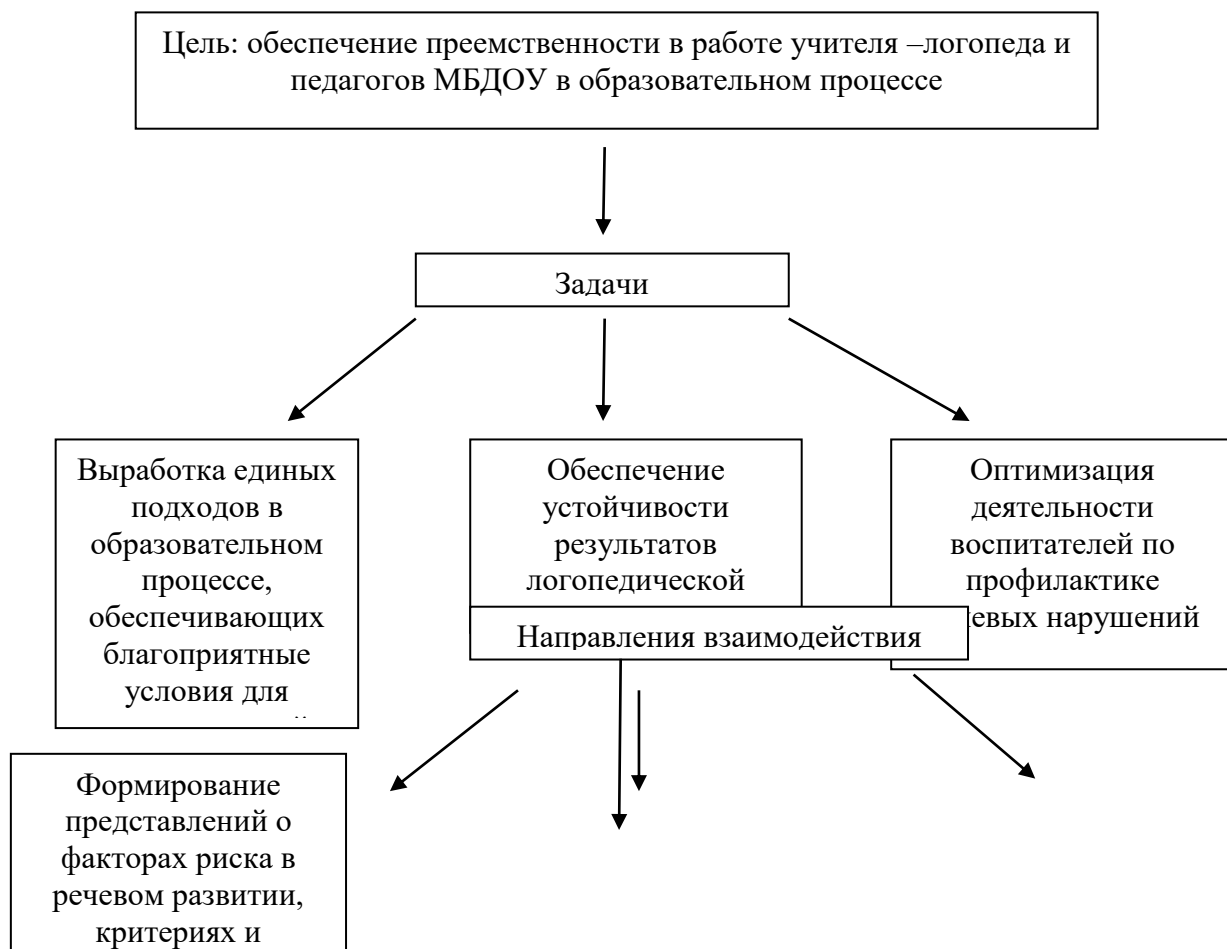 Цель: обеспечение преемственности в работе учителя –логопеда и
педагогов МБДОУ в образовательном процессе
Задачи
Выработка единых
подходов в
образовательном
процессе,
обеспечивающих
благоприятные
условия для
Обеспечение
устойчивости
результатов
логопедической
Оптимизация
деятельности
воспитателей по
профилактике
нарушений
Направления взаимодействия
Формирование
представлений о
факторах риска в
речевом развитии,
критериях и